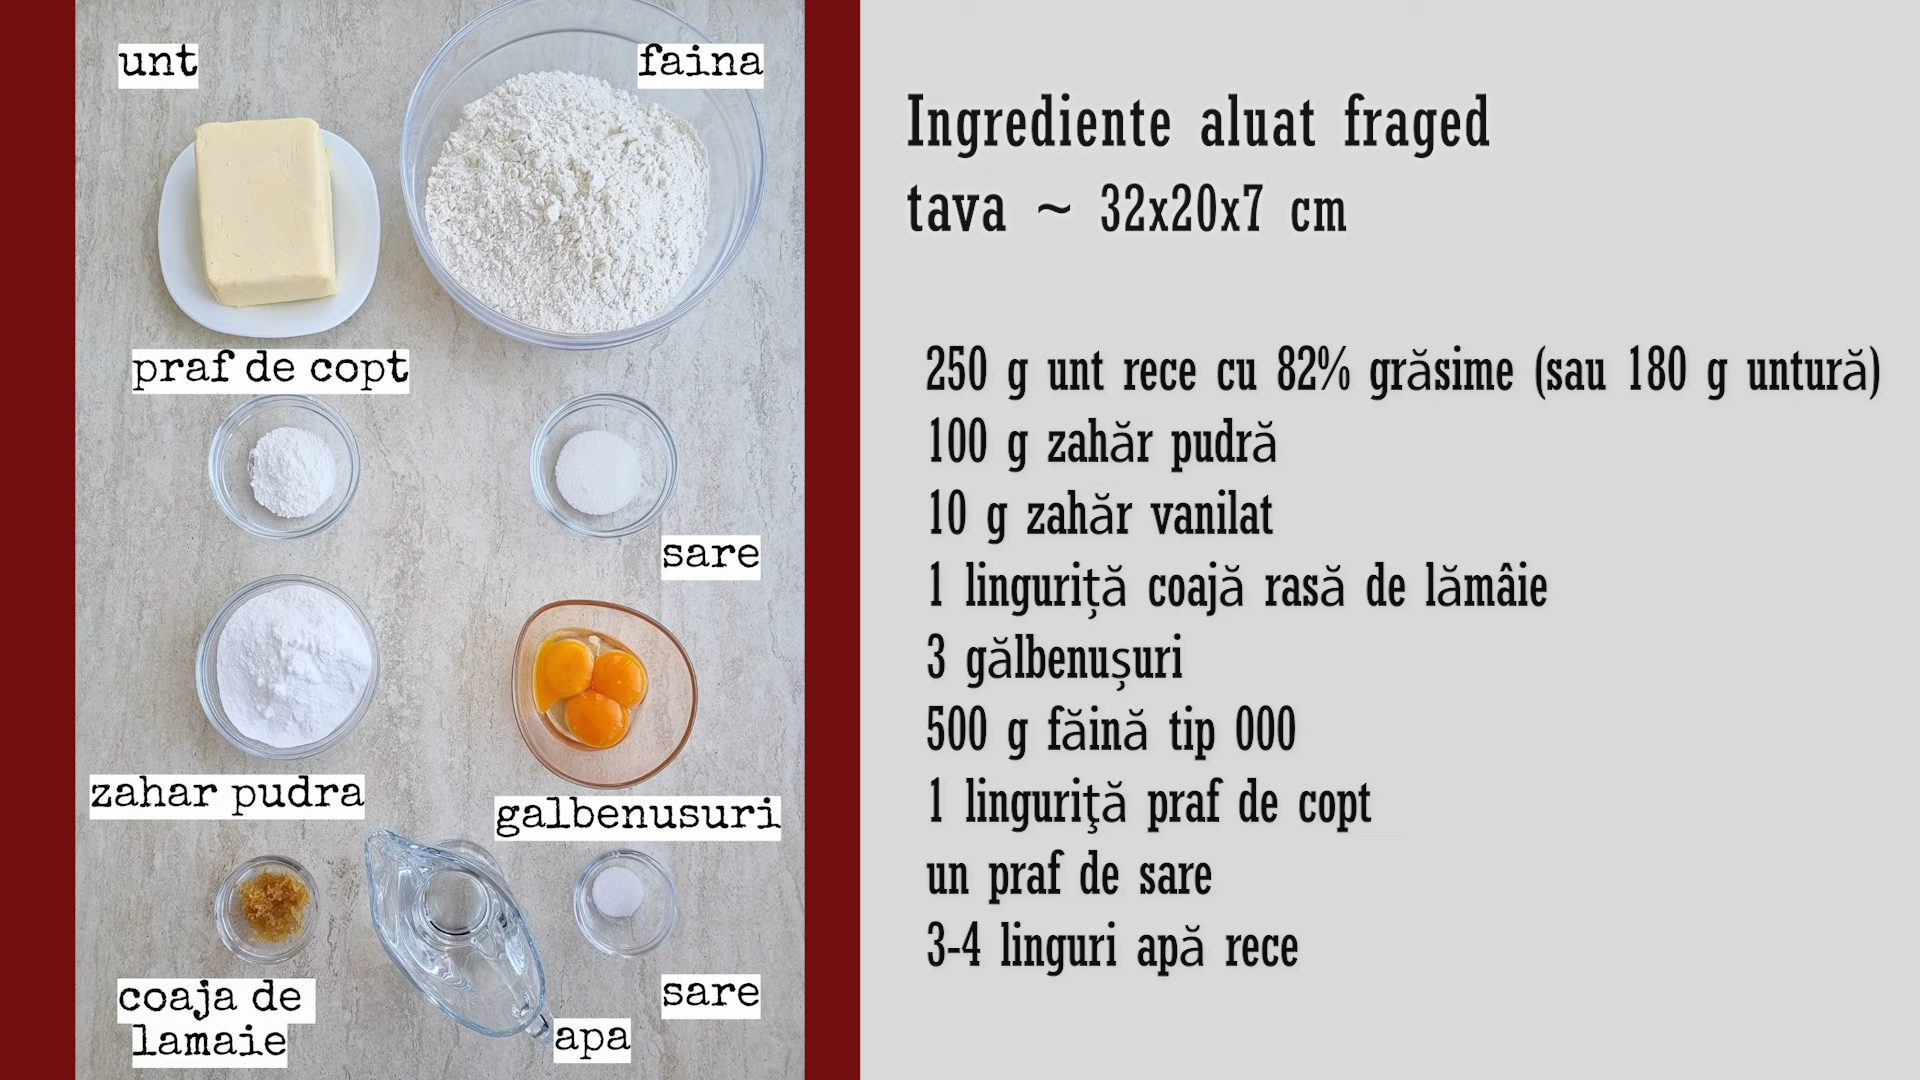 unt
faina
praf de copt
sare
zahar pudra
galbenusuri
coaja de
lamaie
apa
sare
Ingrediente aluat fraged
tava ~ 32x20x7 cm
250 g unt rece cu 82% grăsime (sau 180 g untură)
100 g zahăr pudră
10 g zahăr vanilat
1 linguriță coajă rasă de lămâie
3 gălbenușuri
500 g făină tip 000
1 linguriţă praf de copt
un praf de sare
3-4 linguri apă rece